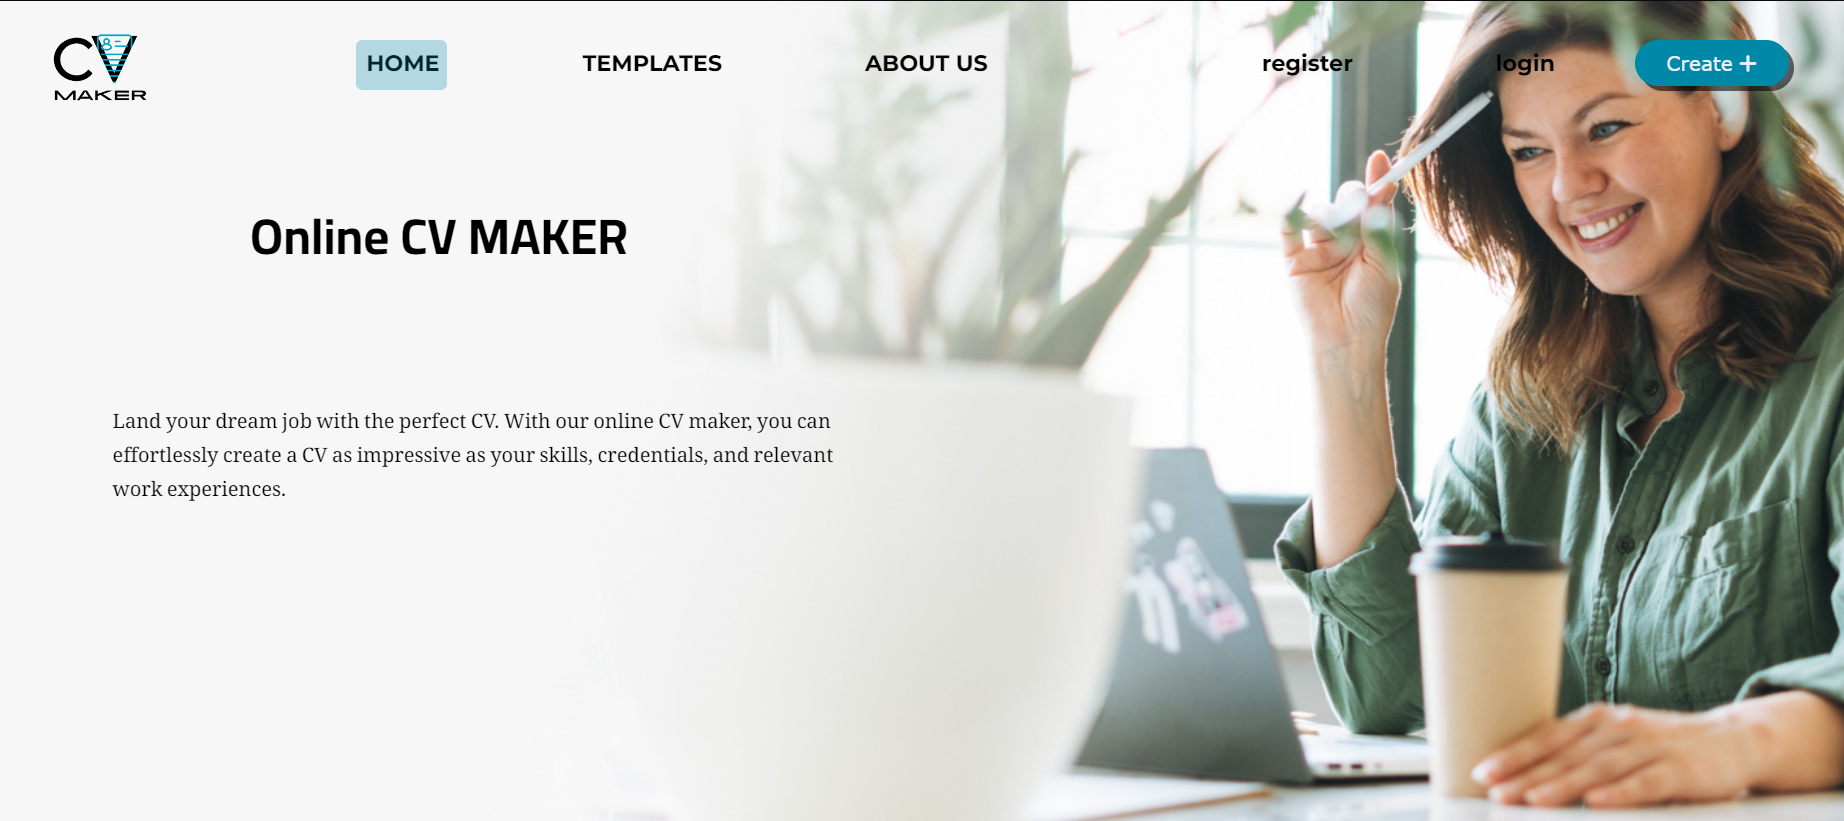 CV
MAKER
HOME
TEMPLATES
ABOUT US
register
login
Create +
Online CV MAKER
Land your dream job with the perfect CV. With our online CV maker, you can
effortlessly create a CV as impressive as your skills, credentials, and relevant
work experiences.